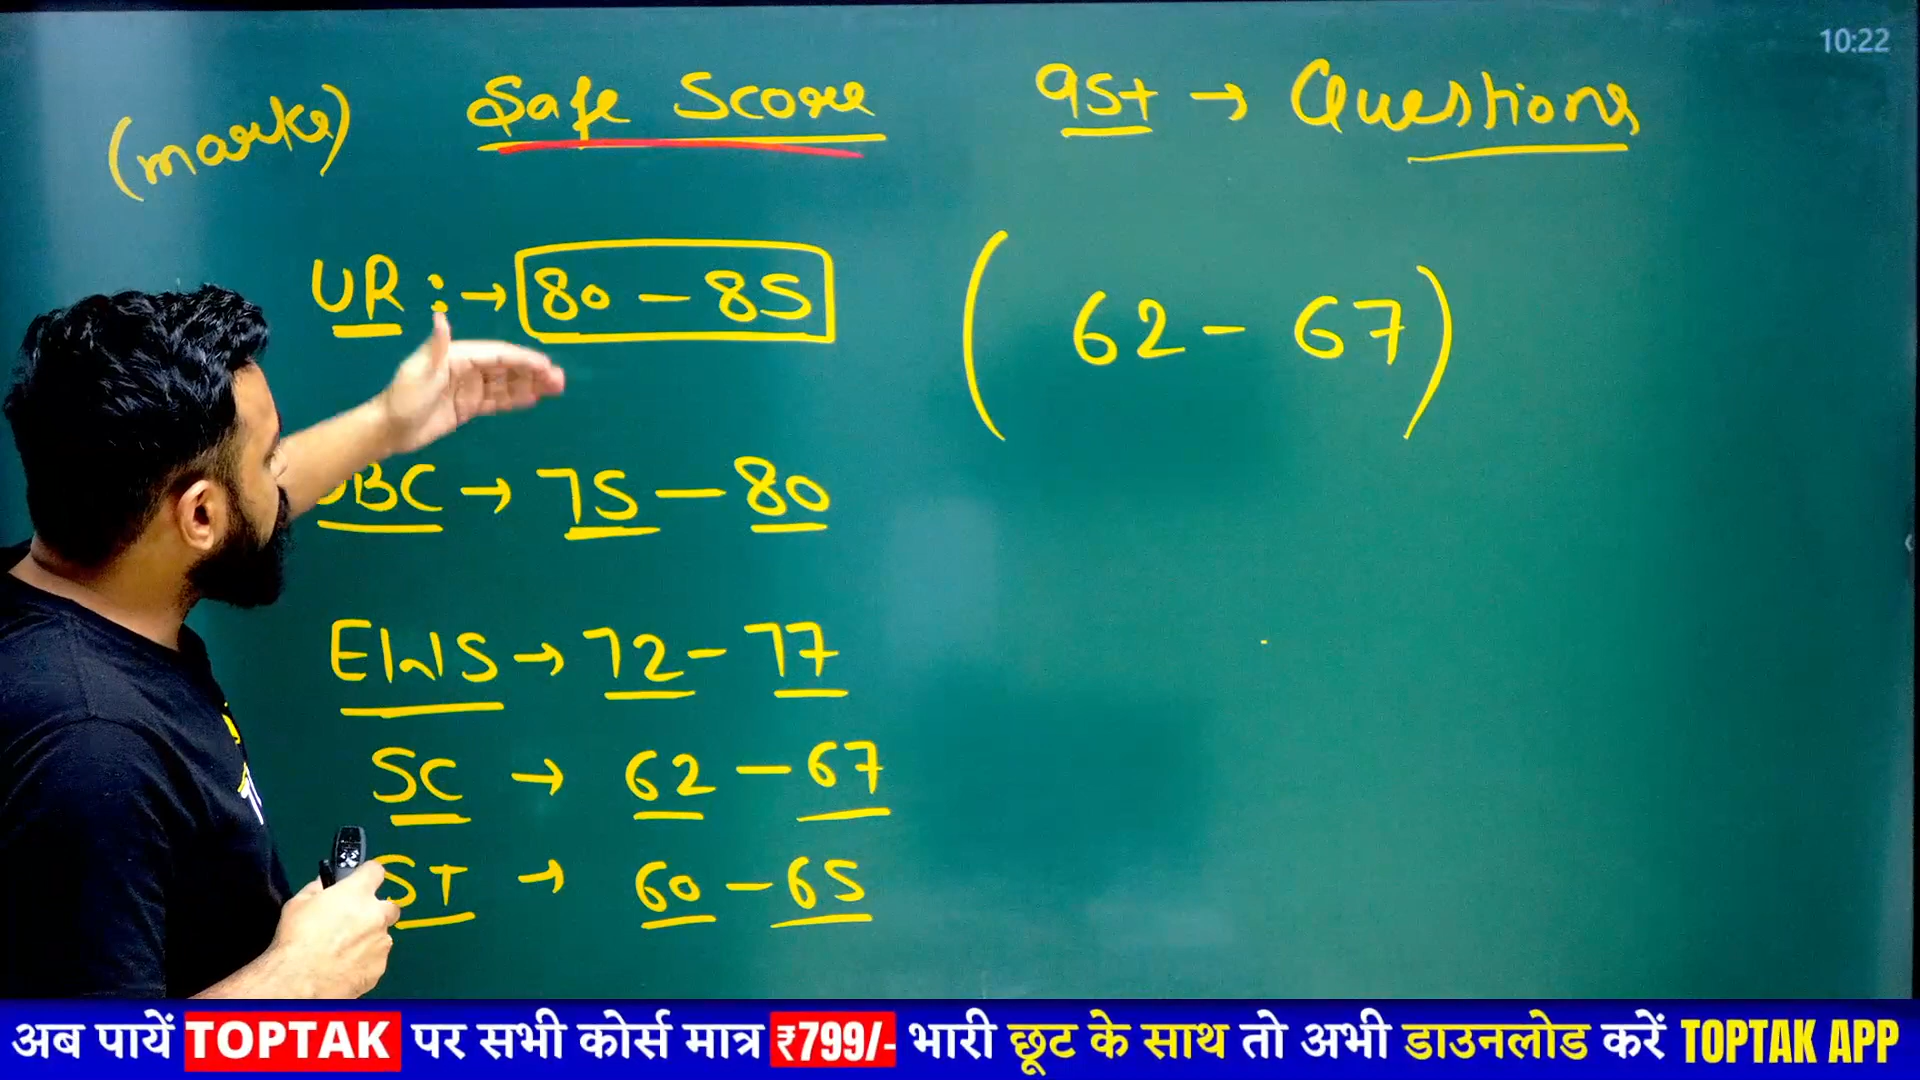 10:22
(marks) Safe Score 95+ → Questions
UR :→ 80 – 85 (62 – 67)
OBC → 75 – 80
EWS → 72 – 77
SC → 62 – 67
ST → 60 – 65
अब पायें TOPTAK पर सभी कोर्स मात्र ₹799/- भारी छूट के साथ तो अभी डाउनलोड करें TOPTAK APP